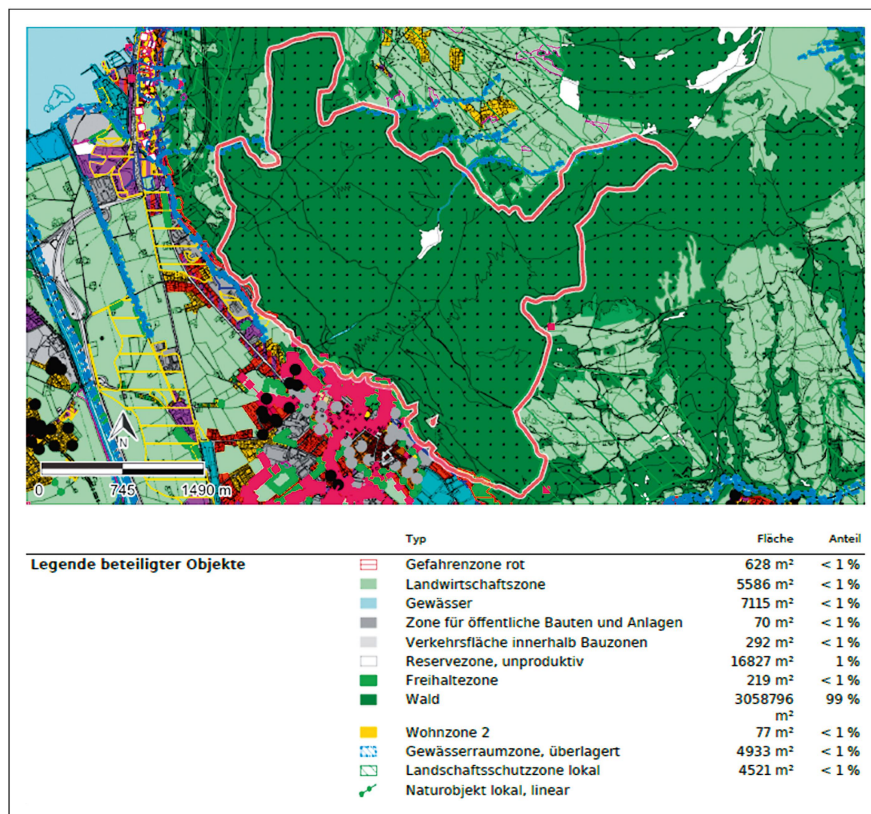 N
0 745 1490 m
Typ Fläche Anteil
Legende beteiligter Objekte Gefahrenzone rot 628 m² < 1 %
Landwirtschaftszone 5586 m² < 1 %
Gewässer 7115 m² < 1 %
Zone für öffentliche Bauten und Anlagen 70 m² < 1 %
Verkehrsfläche innerhalb Bauzonen 292 m² < 1 %
Reservezone, unproduktiv 16827 m² 1 %
Freihaltezone 219 m² < 1 %
Wald 3058796 99 %
m²
Wohnzone 2 77 m² < 1 %
Gewässerraumzone, überlagert 4933 m² < 1 %
Landschaftsschutzzone lokal 4521 m² < 1 %
Naturobjekt lokal, linear